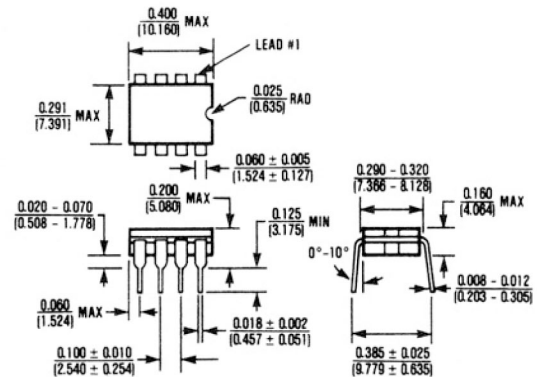 0.400
(10.160)
MAX
LEAD #1
0.025
(0.635)
RAD
0.291
(7.391)
MAX
0.060 ± 0.005
(1.524 ± 0.127)
0.290 - 0.320
(7.366 - 8.128)
0.200
(5.080)
MAX
0.160
(4.064)
MAX
0.020 - 0.070
(0.508 - 1.778)
0.125
(3.175)
MIN
0°-10°
0.008 - 0.012
(0.203 - 0.305)
0.060
(1.524)
MAX
0.018 ± 0.002
(0.457 ± 0.051)
0.100 ± 0.010
(2.540 ± 0.254)
0.385 ± 0.025
(9.779 ± 0.635)